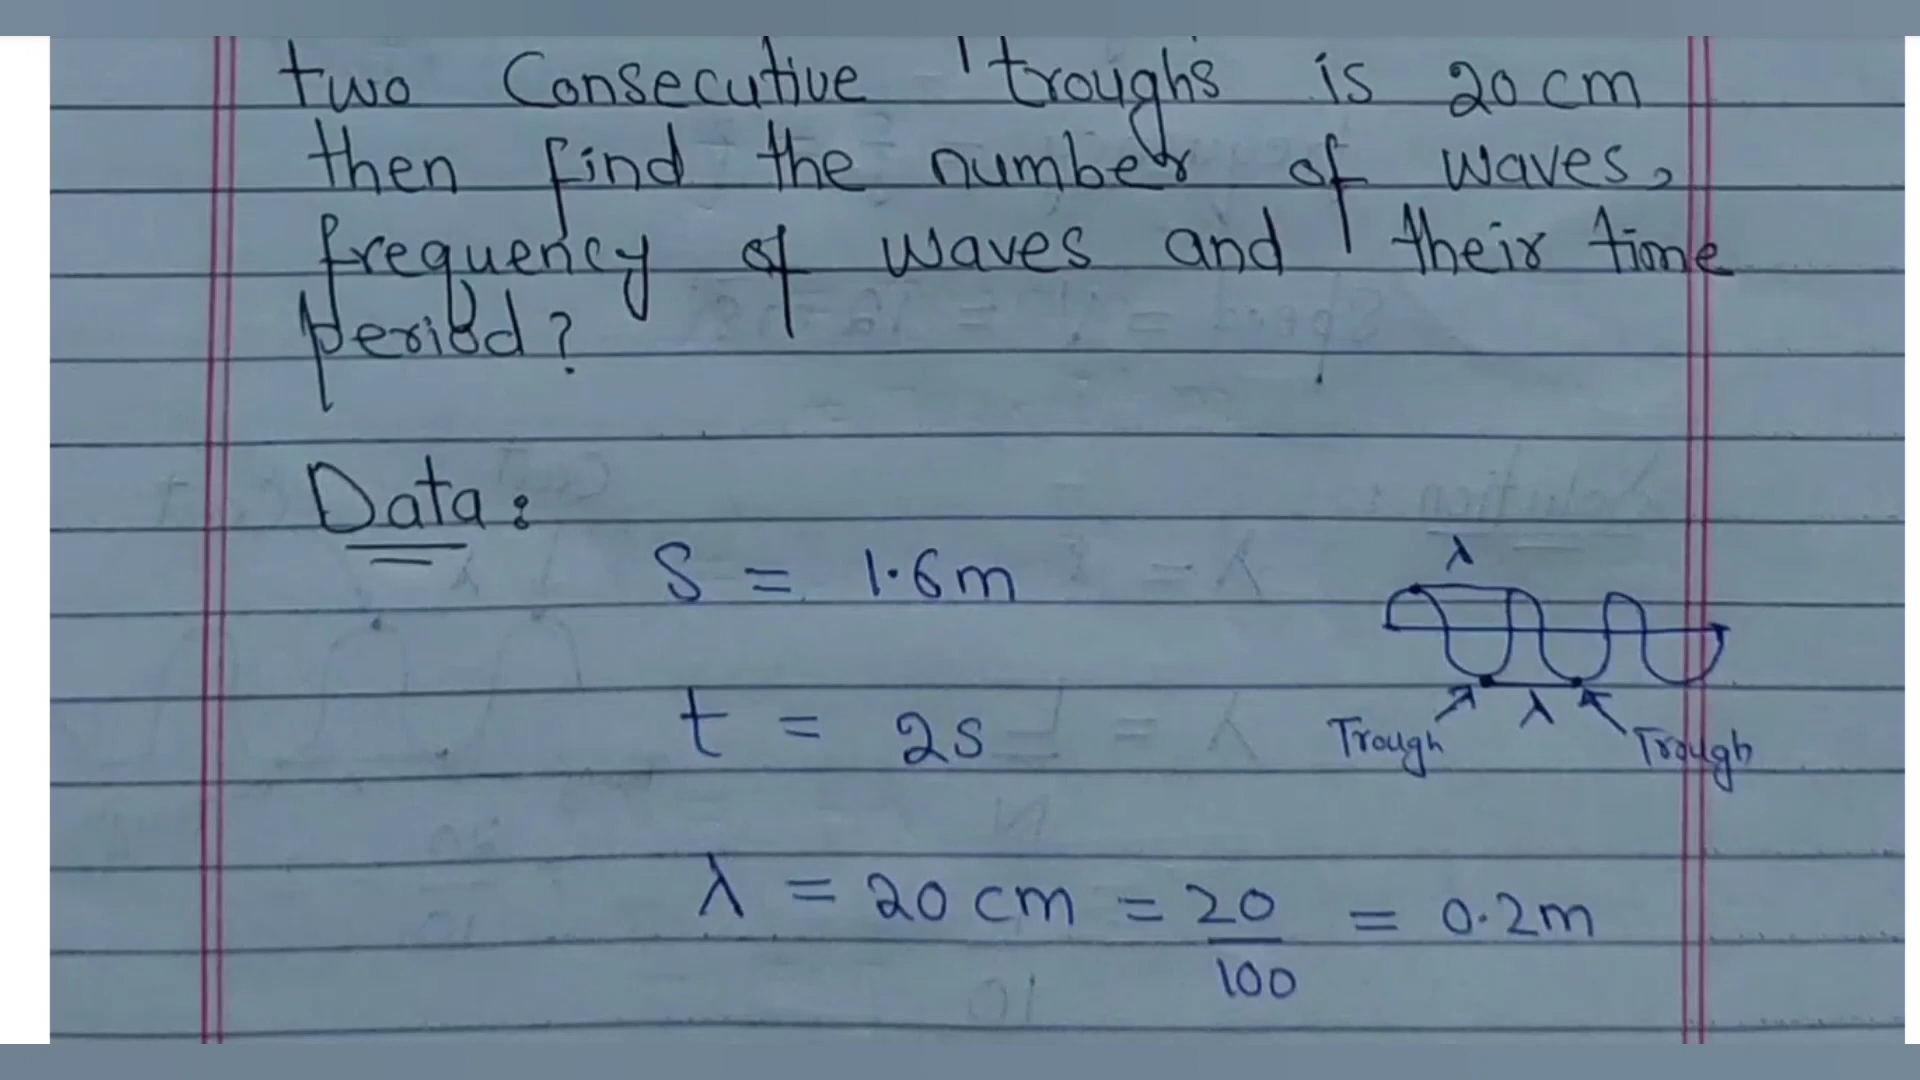 two Consecutive troughs is 20 cm
then find the number of waves,
frequency of waves and their time
period?
Data:
S = 1.6m
t = 2s
λ = 20 cm = 20/100 = 0.2m
λ
λ
Trough
Trough